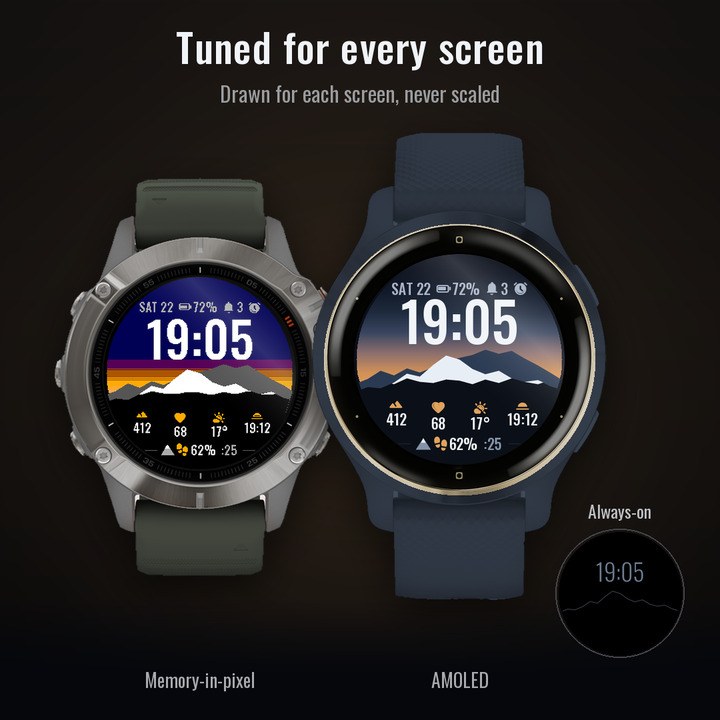 Tuned for every screen
Drawn for each screen, never scaled
SAT 22 72% 3
19:05
412 68 17° 19:12
62% :25
SAT 22 72% 3
19:05
412 68 17° 19:12
62% :25
Always-on
19:05
Memory-in-pixel
AMOLED